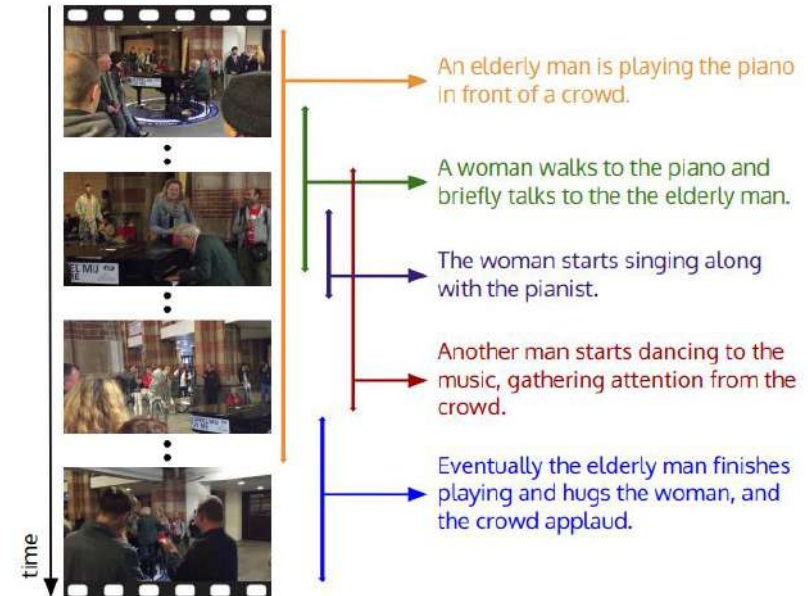 An elderly man is playing the piano
in front of a crowd.
A woman walks to the piano and
briefly talks to the the elderly man.
The woman starts singing along
with the pianist.
Another man starts dancing to the
music, gathering attention from the
crowd.
Eventually the elderly man finishes
playing and hugs the woman, and
the crowd applaud.
time